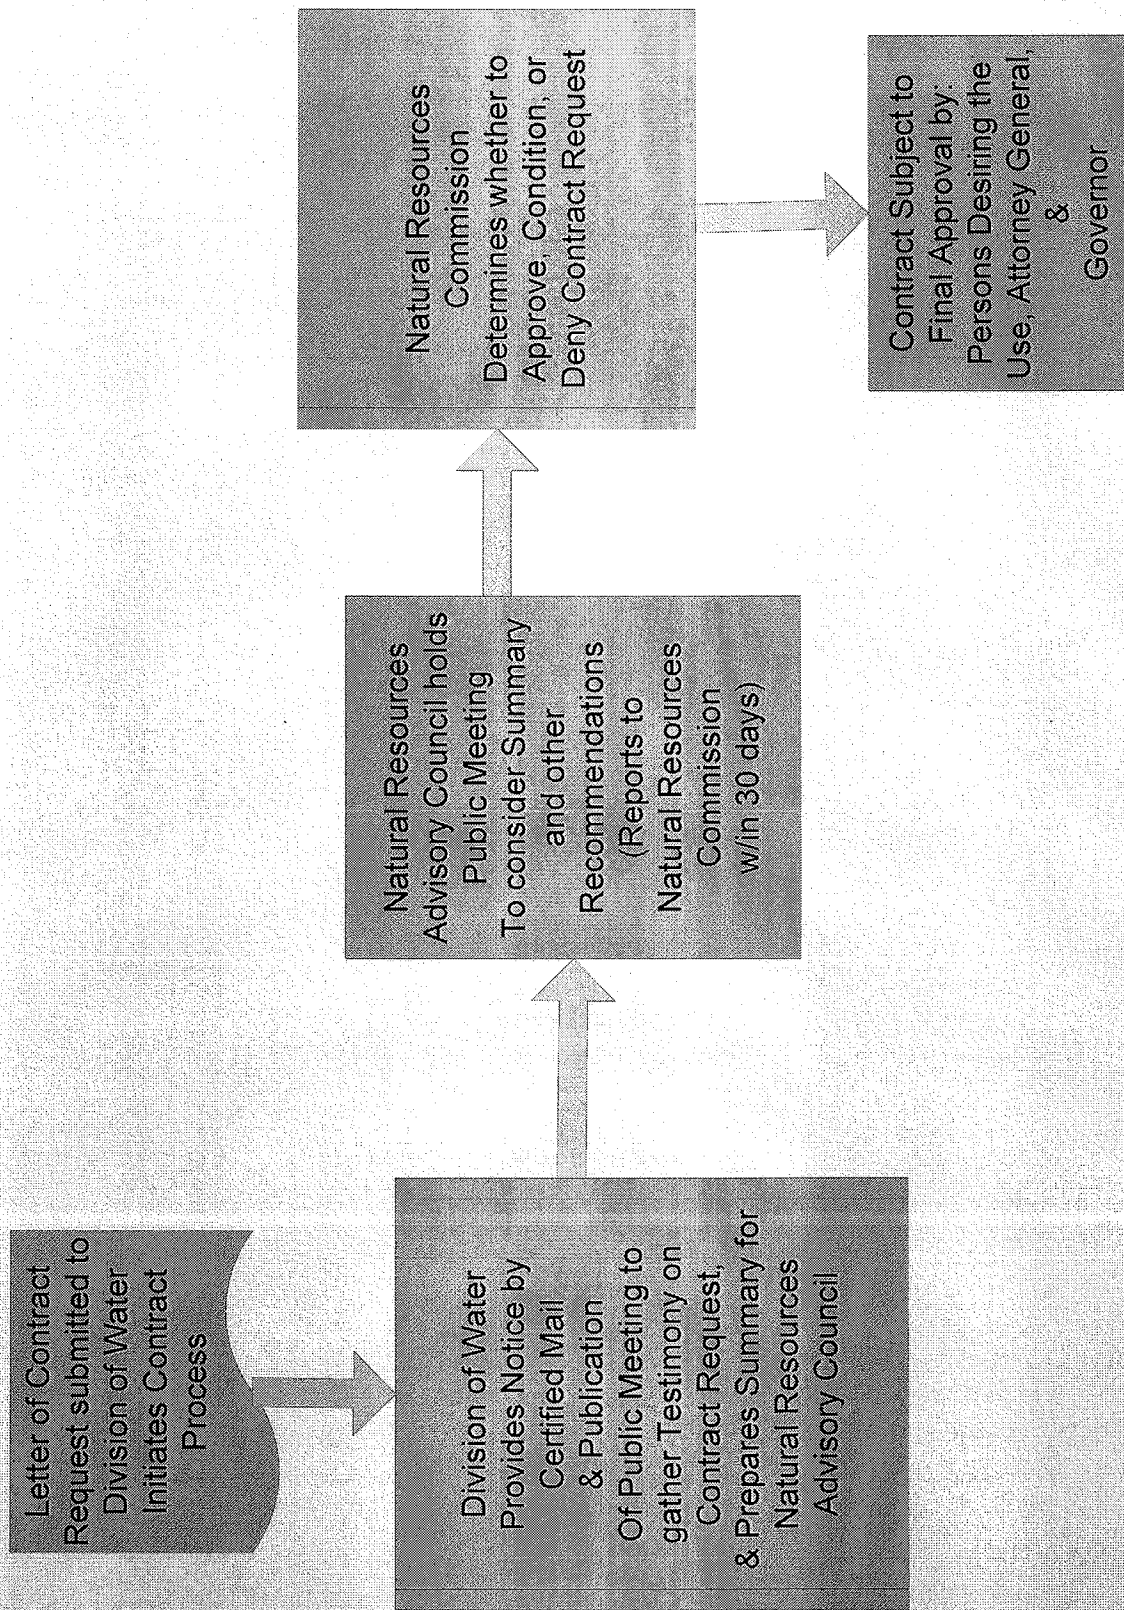 Letter of Contract
Request submitted to
Division of Water
Initiates Contract
Process
Division of Water
Provides Notice by
Certified Mail
& Publication
Of Public Meeting to
gather Testimony on
Contract Request,
& Prepares Summary for
Natural Resources
Advisory Council
Natural Resources
Advisory Council holds
Public Meeting
To consider Summary
and other
Recommendations
(Reports to
Natural Resources
Commission
w/in 30 days)
Natural Resources
Commission
Determines whether to
Approve, Condition, or
Deny Contract Request
Contract Subject to
Final Approval by:
Persons Desiring the
Use, Attorney General,
&
Governor